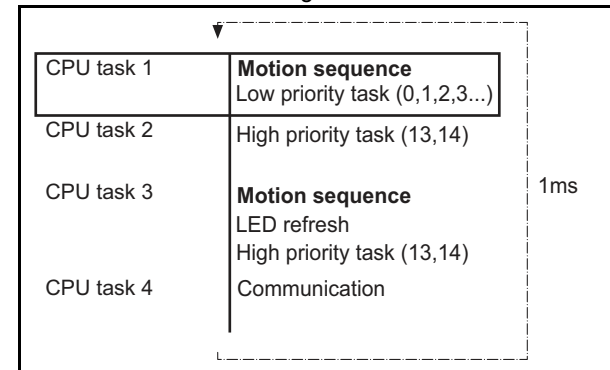 CPU task 1 Motion sequence
Low priority task (0,1,2,3...)
CPU task 2 High priority task (13,14)
CPU task 3 Motion sequence
1ms
LED refresh
High priority task (13,14)
CPU task 4 Communication